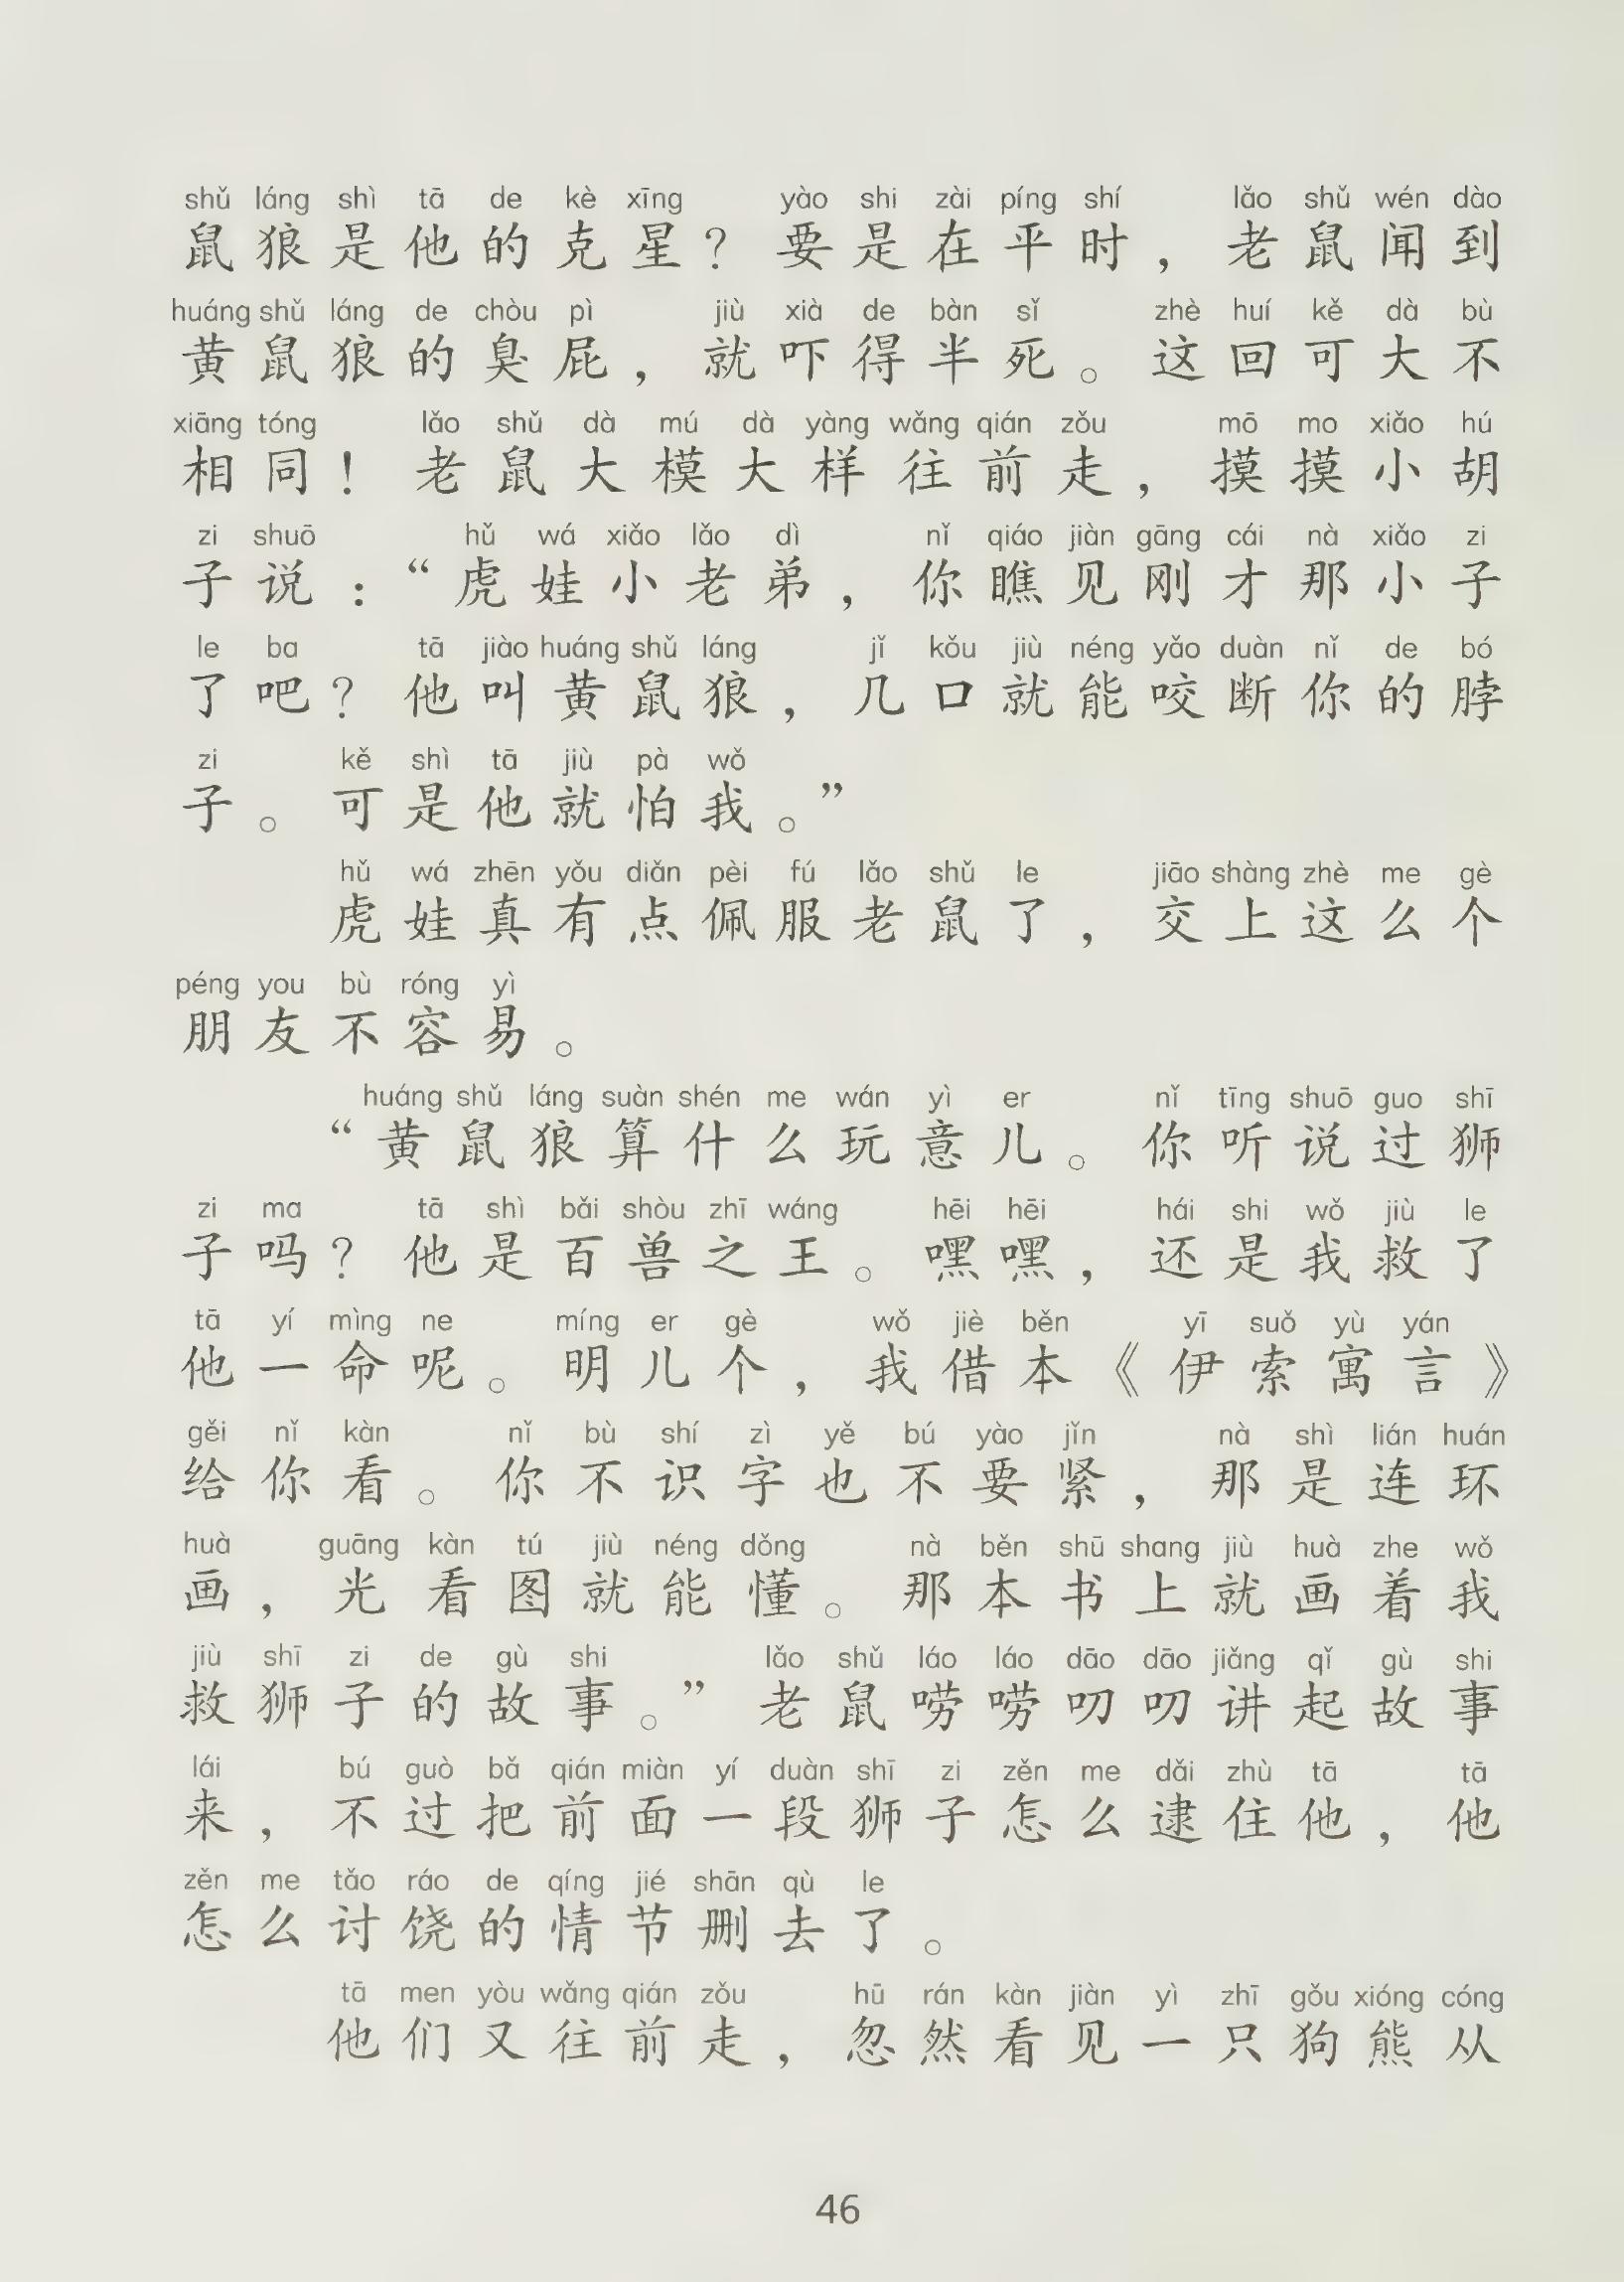 shǔ láng shì tā de kè xīng yào shi zài píng shí lǎo shǔ wén dào
鼠狼是他的克星？要是在平时，老鼠闻到
huáng shǔ láng de chòu pì jiù xià de bàn sǐ zhè huí kě dà bù
黄鼠狼的臭屁，就吓得半死。这回可大不
xiāng tóng lǎo shǔ dà mú dà yàng wǎng qián zǒu mō mo xiǎo hú
相同！老鼠大模大样往前走，摸摸小胡
zi shuō hǔ wá xiǎo lǎo dì nǐ qiáo jiàn gāng cái nà xiǎo zi
子说：“虎娃小老弟，你瞧见刚才那小子
le ba tā jiào huáng shǔ láng jǐ kǒu jiù néng yǎo duàn nǐ de bó
了吧？他叫黄鼠狼，几口就能咬断你的脖
zi kě shì tā jiù pà wǒ
子。可是他就怕我。”
hǔ wá zhēn yǒu diǎn pèi fú lǎo shǔ le jiāo shàng zhè me gè
虎娃真有点佩服老鼠了，交上这么个
péng you bù róng yì
朋友不容易。
huáng shǔ láng suàn shén me wán yì er nǐ tīng shuō guo shī
“黄鼠狼算什么玩意儿。你听说过狮
zi ma tā shì bǎi shòu zhī wáng hēi hēi hái shi wǒ jiù le
子吗？他是百兽之王。嘿嘿，还是我救了
tā yí mìng ne míng er gè wǒ jiè běn yī suǒ yù yán
他一命呢。明儿个，我借本《伊索寓言》
gěi nǐ kàn nǐ bù shí zì yě bú yào jǐn nà shì lián huán
给你看。你不识字也不要紧，那是连环
huà guāng kàn tú jiù néng dǒng nà běn shū shang jiù huà zhe wǒ
画，光看图就能懂。那本书上就画着我
jiù shī zi de gù shi lǎo shǔ láo láo dāo dāo jiǎng qǐ gù shi
救狮子的故事。”老鼠唠唠叨叨讲起故事
lái bú guò bǎ qián miàn yí duàn shī zi zěn me dǎi zhù tā tā
来，不过把前面一段狮子怎么逮住他，他
zěn me tǎo ráo de qíng jié shān qù le
怎么讨饶的情节删去了。
tā men yòu wǎng qián zǒu hū rán kàn jiàn yì zhī gǒu xióng cóng
他们又往前走，忽然看见一只狗熊从
46